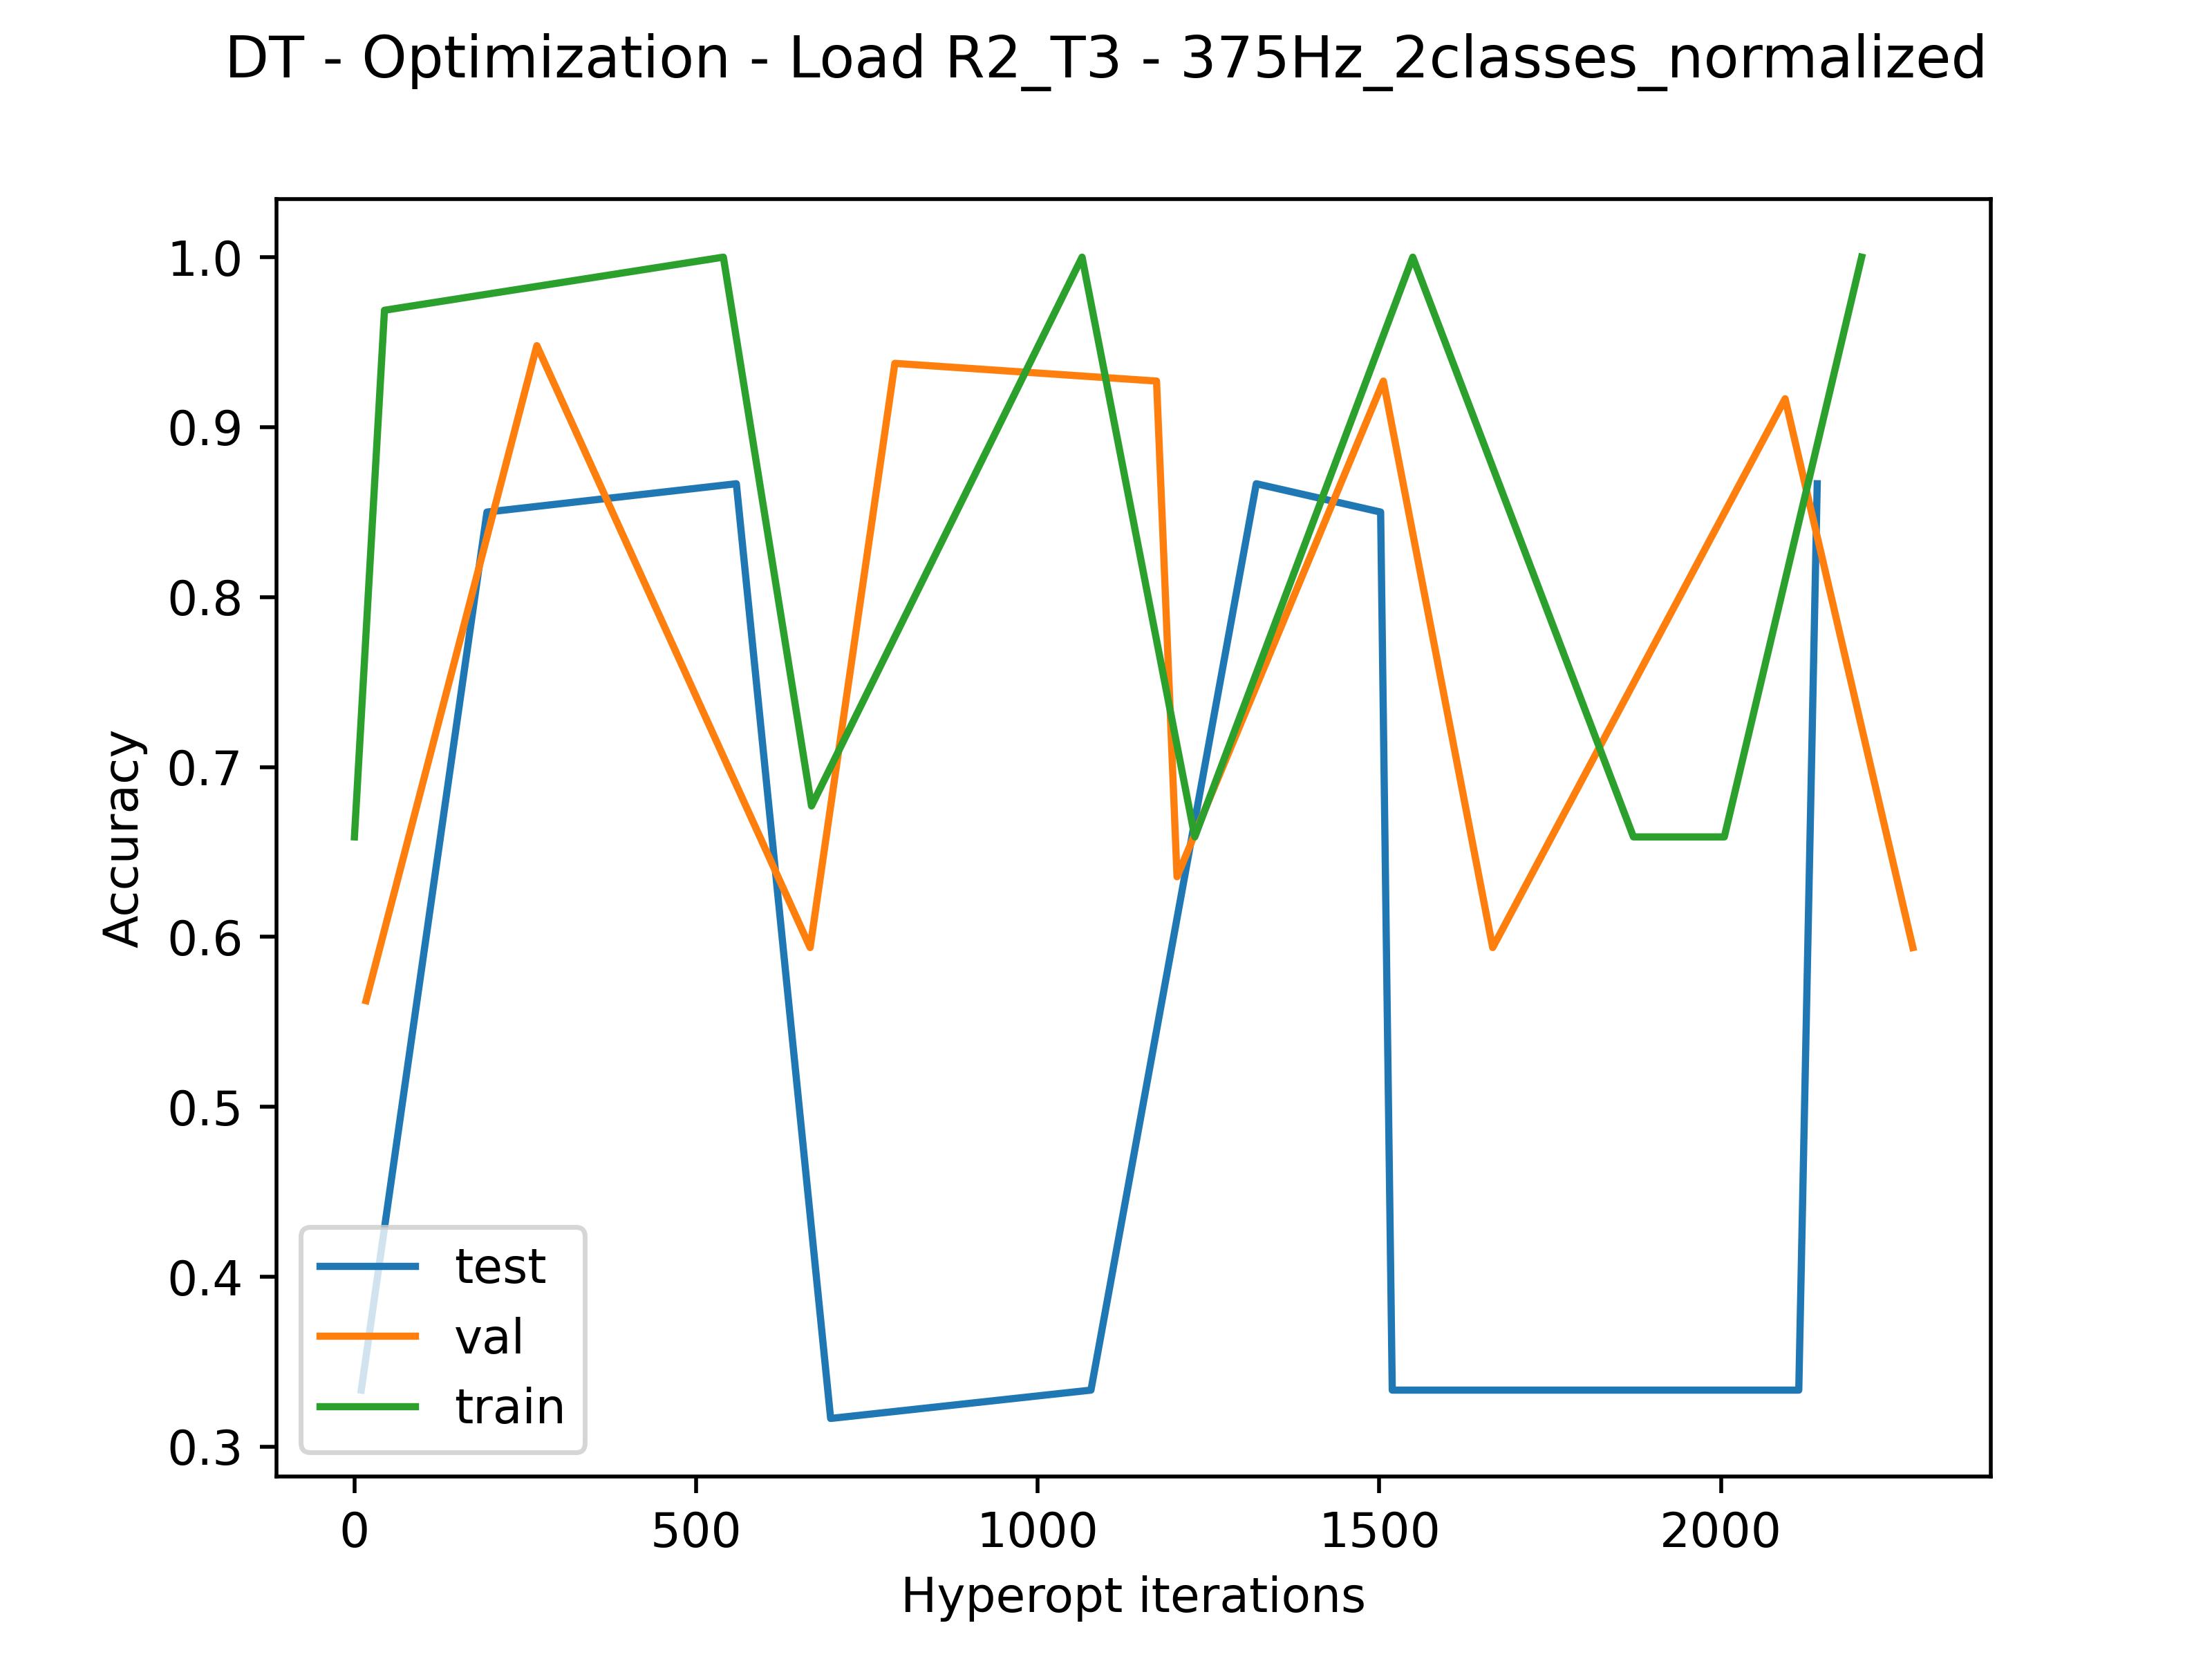 DT - Optimization - Load R2_T3 - 375Hz_2classes_normalized
1.0
0.9
0.8
0.7
0.6
0.5
0.4
0.3
Accuracy
test
val
train
0 500 1000 1500 2000
Hyperopt iterations